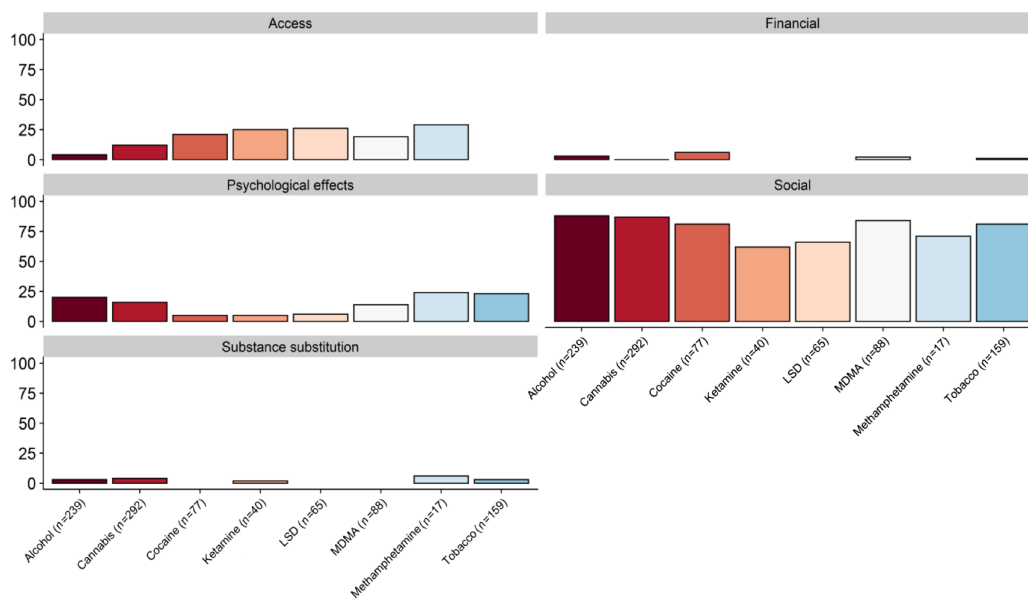 Access
100
75
50
25
0
Financial
Psychological effects
100
75
50
25
0
Social
Substance substitution
100
75
50
25
0
Alcohol (n=239)
Cannabis (n=292)
Cocaine (n=77)
Ketamine (n=40)
LSD (n=65)
MDMA (n=88)
Methamphetamine (n=17)
Tobacco (n=159)
Alcohol (n=239)
Cannabis (n=292)
Cocaine (n=77)
Ketamine (n=40)
LSD (n=65)
MDMA (n=88)
Methamphetamine (n=17)
Tobacco (n=159)